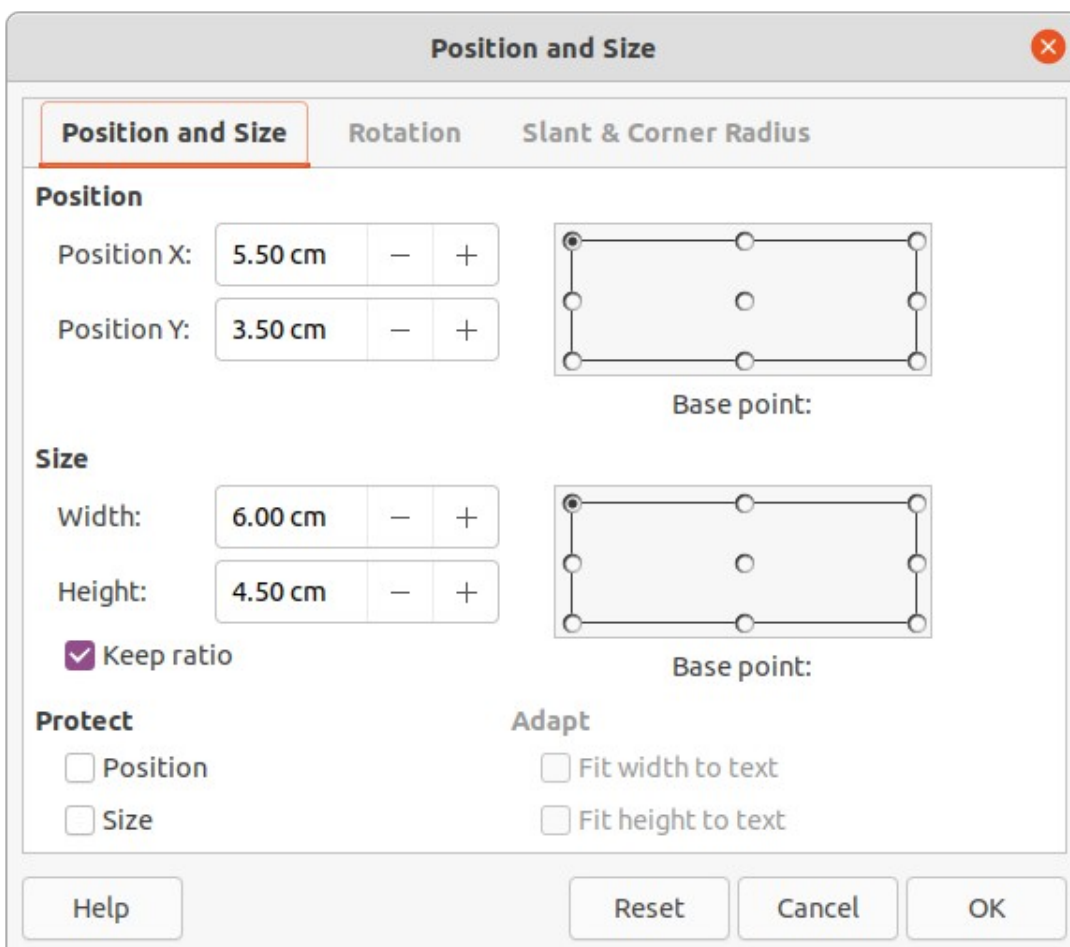 Position and Size
Position and Size Rotation Slant & Corner Radius
Position
Position X: 5.50 cm − +
Position Y: 3.50 cm − +
Base point:
Size
Width: 6.00 cm − +
Height: 4.50 cm − +
Keep ratio
Base point:
Protect Adapt
Position Fit width to text
Size Fit height to text
Help Reset Cancel OK